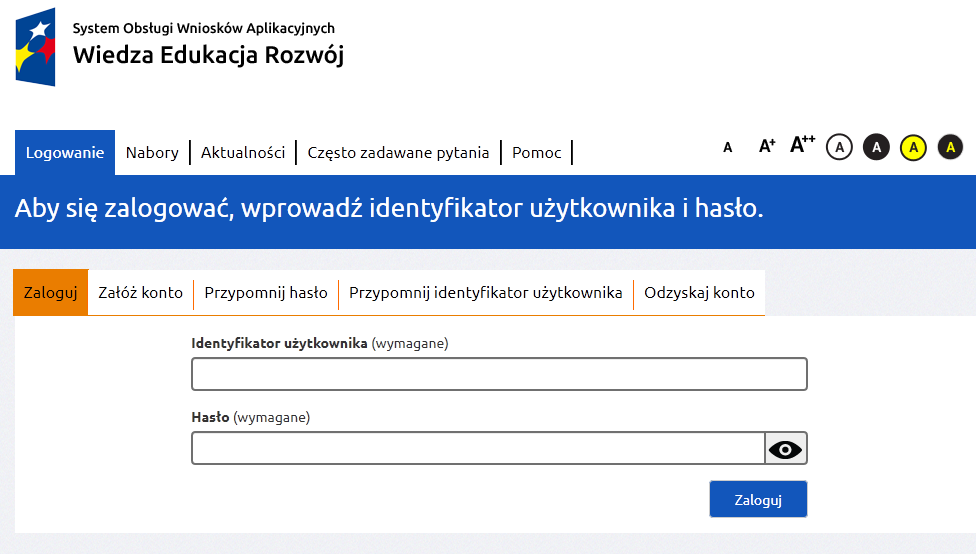 System Obsługi Wniosków Aplikacyjnych
Wiedza Edukacja Rozwój
Logowanie Nabory Aktualności Często zadawane pytania Pomoc A A+ A++ A A A A
Aby się zalogować, wprowadź identyfikator użytkownika i hasło.
Zaloguj Załóż konto Przypomnij hasło Przypomnij identyfikator użytkownika Odzyskaj konto
Identyfikator użytkownika (wymagane)
Hasło (wymagane)
Zaloguj